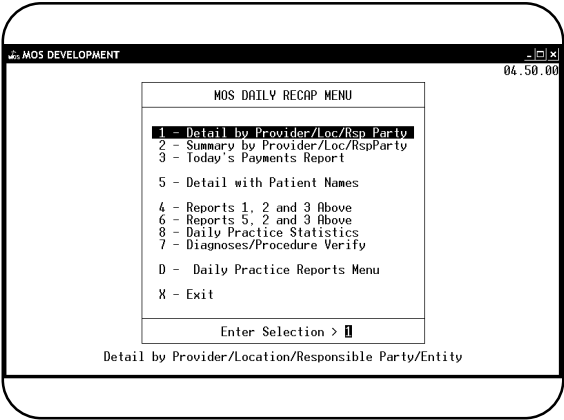 MOS MOS DEVELOPMENT
04.50.00
MOS DAILY RECAP MENU
1 - Detail by Provider/Loc/Rsp Party
2 - Summary by Provider/Loc/RspParty
3 - Today's Payments Report
5 - Detail with Patient Names
4 - Reports 1, 2 and 3 Above
6 - Reports 5, 2 and 3 Above
8 - Daily Practice Statistics
7 - Diagnoses/Procedure Verify
D -  Daily Practice Reports Menu
X - Exit
Enter Selection > 1
Detail by Provider/Location/Responsible Party/Entity